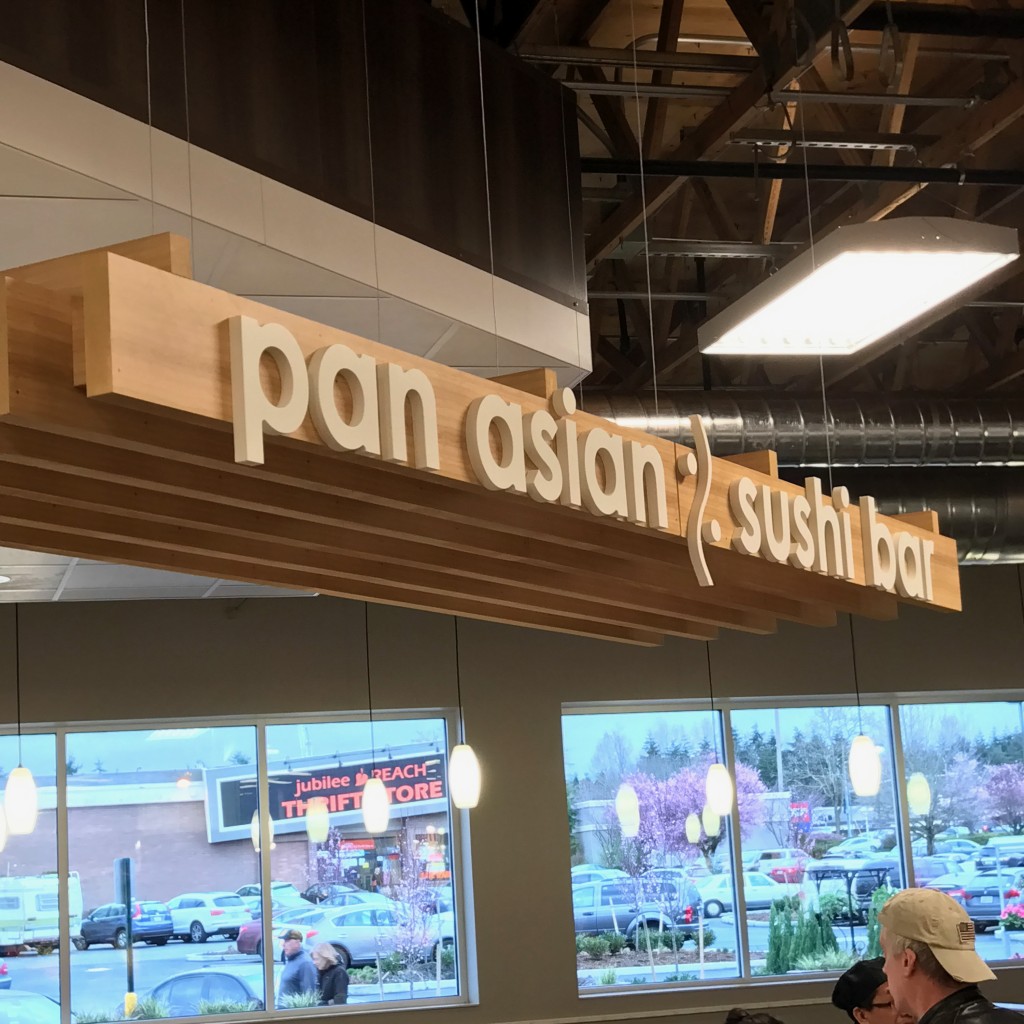 pan asian sushi bar
jubilee REACH
THRIFT STORE